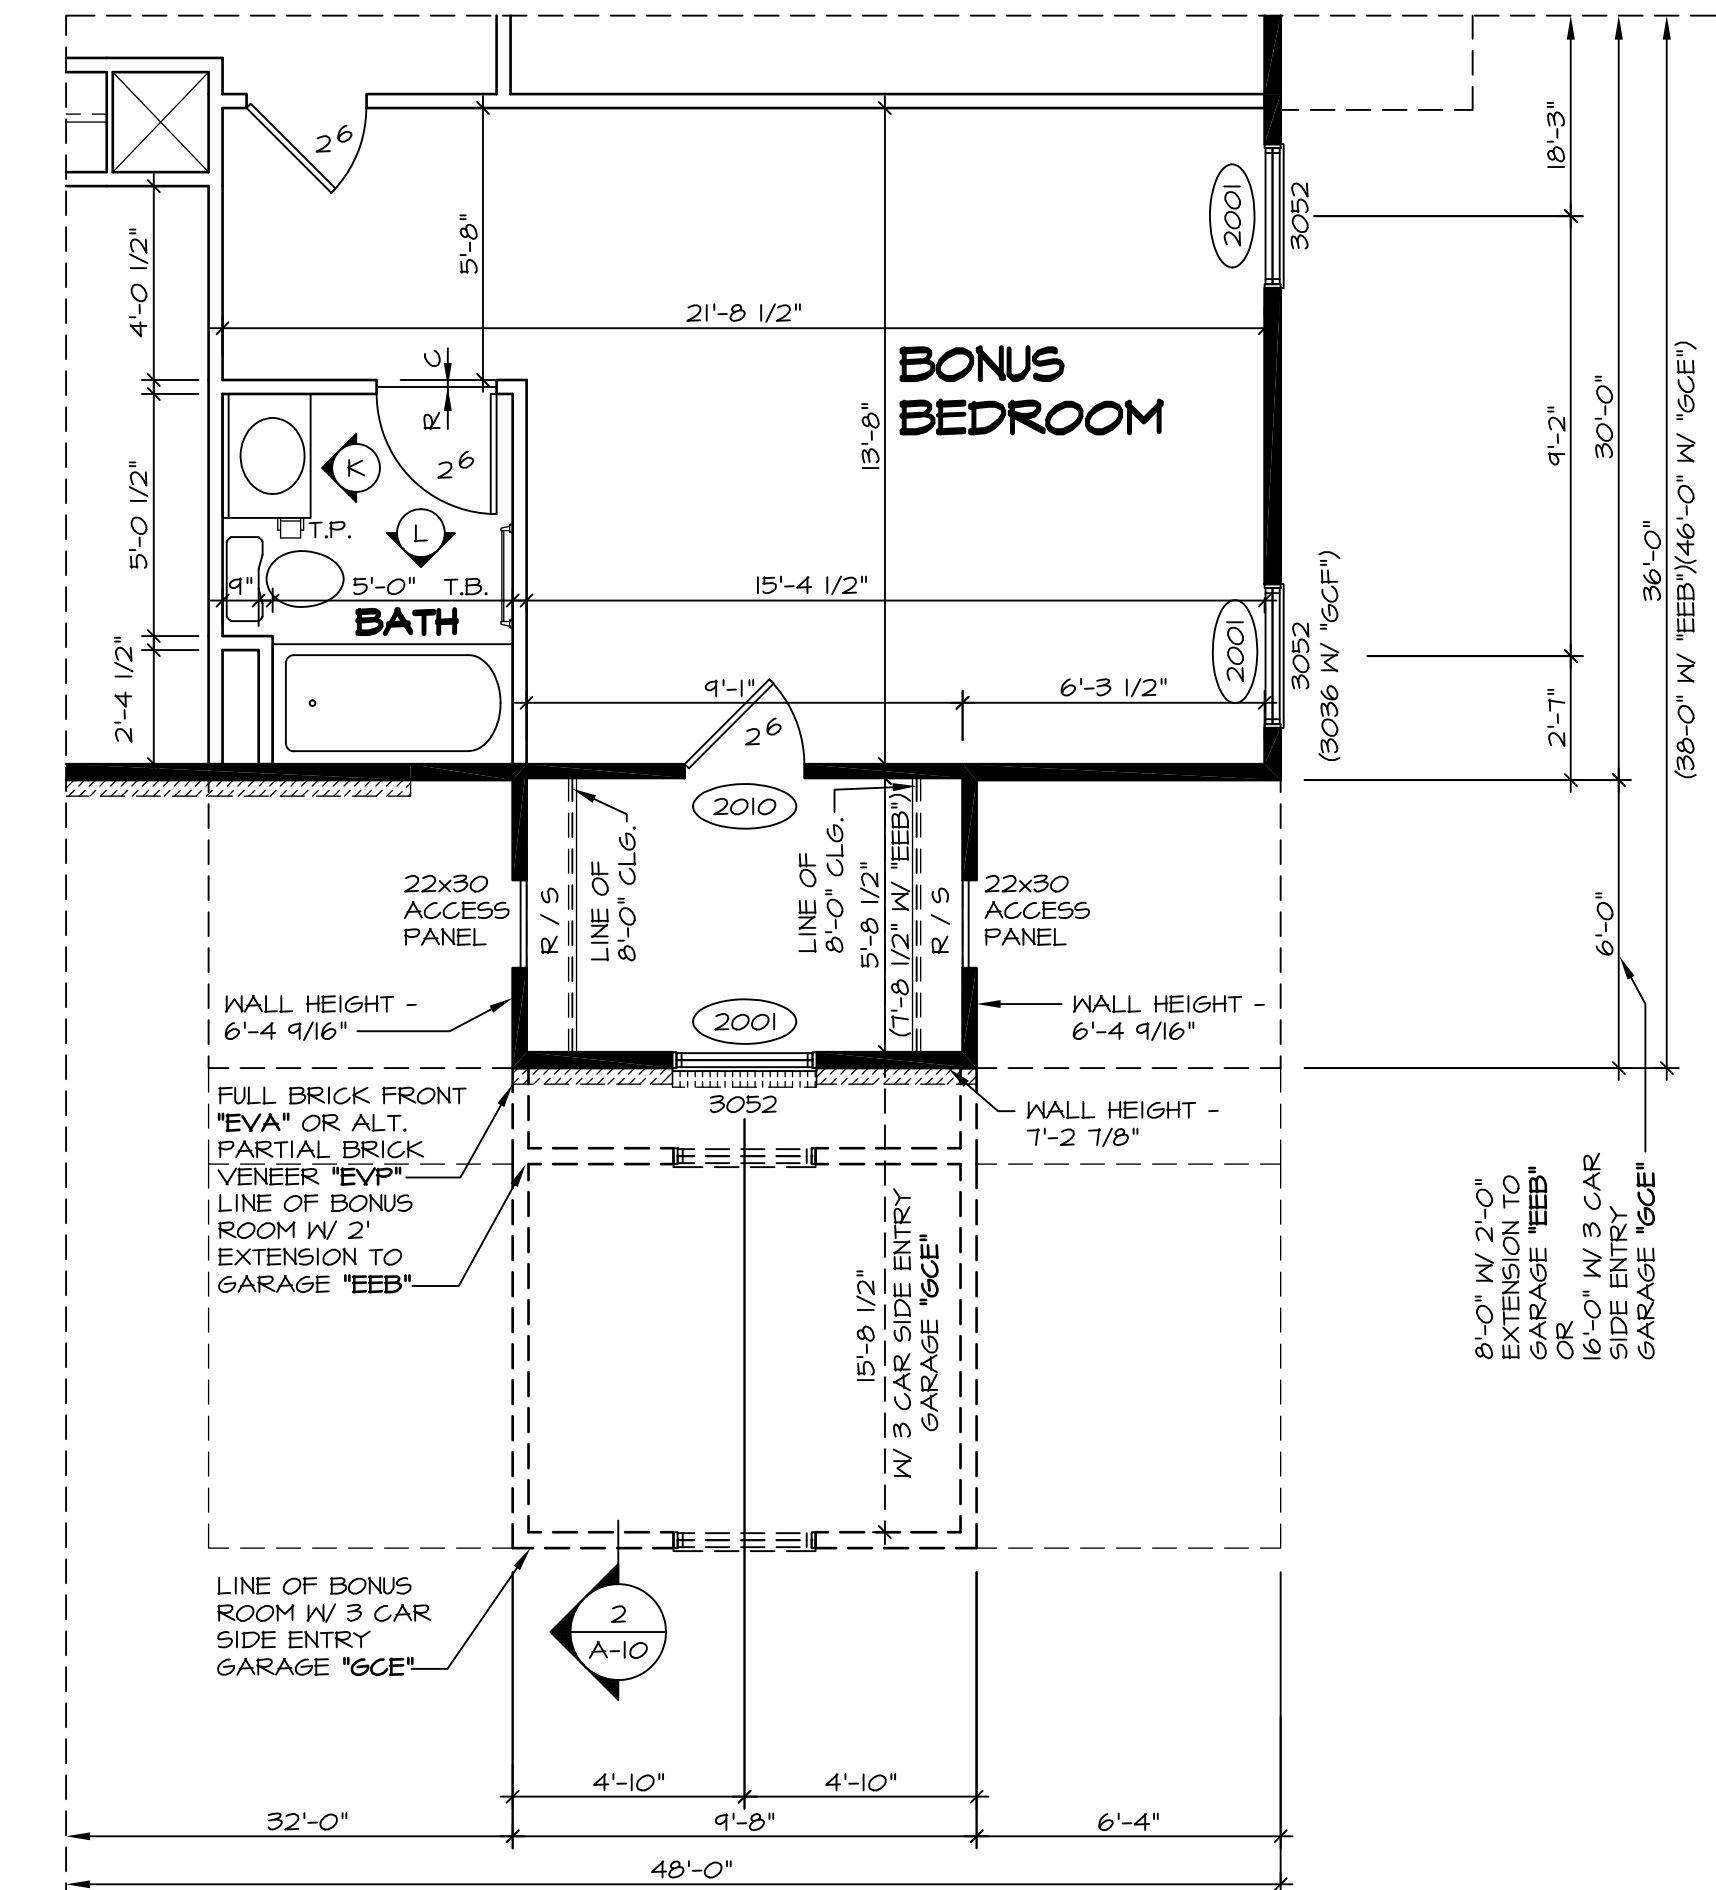 2⁶
18'-3"
2001
3052
5'-8"
4'-0 1/2"
21'-8 1/2"
BONUS
BEDROOM
C
R
13'-8"
9'-2"
30'-0"
36'-0"
(38-0" W/ "EEB")(46'-0" W/ "GCE")
K
2⁶
L
T.P.
5'-0 1/2"
9"
5'-0"
T.B.
BATH
15'-4 1/2"
2001
3052
(3036 W/ "GCF")
2'-4 1/2"
9'-1"
6'-3 1/2"
2'-7"
2⁶
2010
LINE OF
8'-0" CLG.
LINE OF
8'-0" CLG.
5'-8 1/2"
(7'-8 1/2" W/ "EEB")
R / S
R / S
22x30
ACCESS
PANEL
22x30
ACCESS
PANEL
6'-0"
WALL HEIGHT -
6'-4 9/16"
2001
WALL HEIGHT -
6'-4 9/16"
FULL BRICK FRONT
"EVA" OR ALT.
PARTIAL BRICK
VENEER "EVP"
3052
WALL HEIGHT -
7'-2 7/8"
LINE OF BONUS
ROOM W/ 2'
EXTENSION TO
GARAGE "EEB"
15'-8 1/2"
W/ 3 CAR SIDE ENTRY
GARAGE "GCE"
8'-0" W/ 2'-0"
EXTENSION TO
GARAGE "EEB"
OR
16'-0" W/ 3 CAR
SIDE ENTRY
GARAGE "GCE"
LINE OF BONUS
ROOM W/ 3 CAR
SIDE ENTRY
GARAGE "GCE"
2
A-10
4'-10"
4'-10"
32'-0"
9'-8"
6'-4"
48'-0"